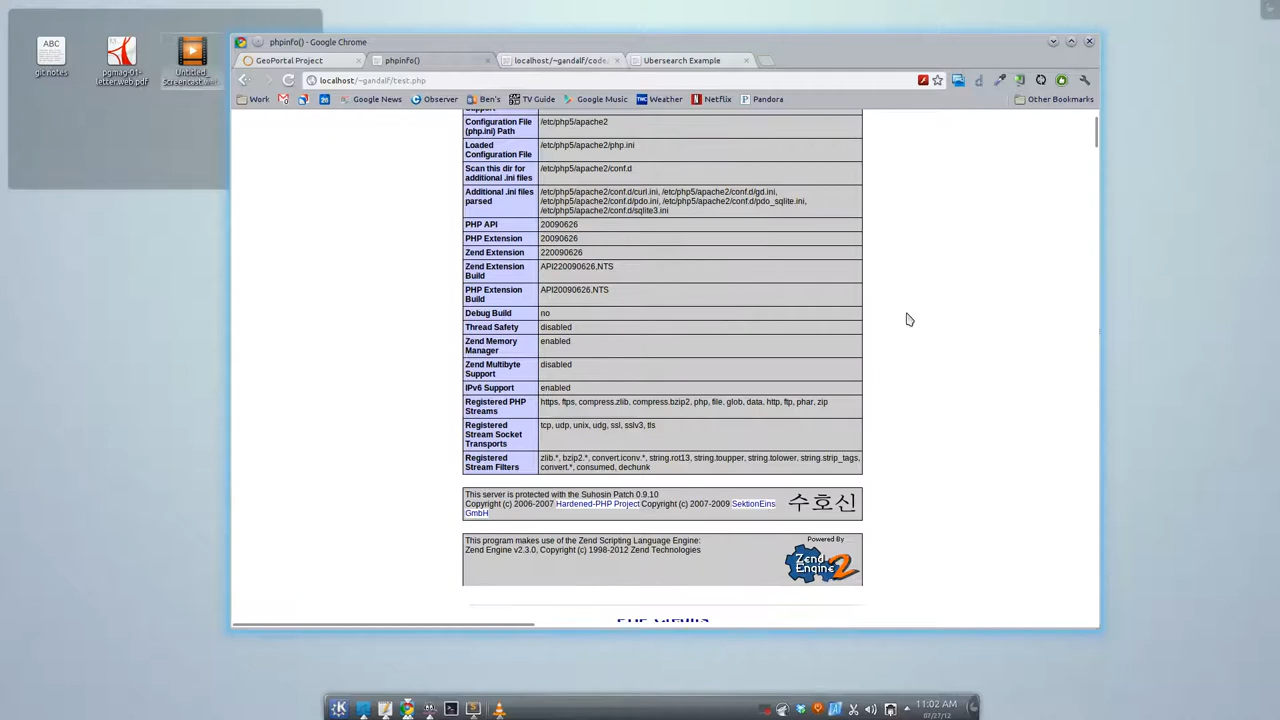 phpinfo() - Google Chrome
GeoPortal Project
phpinfo()
localhost/~gandalf/code.
Ubersearch Example
localhost/~gandalf/test.php
Work
26
Google News
Observer
Ben's
TV Guide
Google Music
Weather
Netflix
Pandora
Other Bookmarks
ABC
git.notes
pgmag-01-
letterweb.pdf
Untitled
Screencast.we
Support
Configuration File
(php.ini) Path
/etc/php5/apache2
Loaded
Configuration File
/etc/php5/apache2/php.ini
Scan this dir for
additional .ini files
/etc/php5/apache2/conf.d
Additional .ini files
parsed
/etc/php5/apache2/conf.d/curl.ini, /etc/php5/apache2/conf.d/gd.ini,
/etc/php5/apache2/conf.d/pdo.ini, /etc/php5/apache2/conf.d/pdo_sqlite.ini,
/etc/php5/apache2/conf.d/sqlite3.ini
PHP API
20090626
PHP Extension
20090626
Zend Extension
220090626
Zend Extension
Build
API220090626,NTS
PHP Extension
Build
API20090626,NTS
Debug Build
no
Thread Safety
disabled
Zend Memory
Manager
enabled
Zend Multibyte
Support
disabled
IPv6 Support
enabled
Registered PHP
Streams
https, ftps, compress.zlib, compress.bzip2, php, file, glob, data, http, ftp, phar, zip
Registered
Stream Socket
Transports
tcp, udp, unix, udg, ssl, sslv3, tls
Registered
Stream Filters
zlib.*, bzip2.*, convert.iconv.*, string.rot13, string.toupper, string.tolower, string.strip_tags,
convert.*, consumed, dechunk
This server is protected with the Suhosin Patch 0.9.10
Copyright (c) 2006-2007 Hardened-PHP Project Copyright (c) 2007-2009 SektionEins
GmbH
수호신
This program makes use of the Zend Scripting Language Engine:
Zend Engine v2.3.0, Copyright (c) 1998-2012 Zend Technologies
Powered By
Zend
Engine 2
11:02 AM
07/27/12